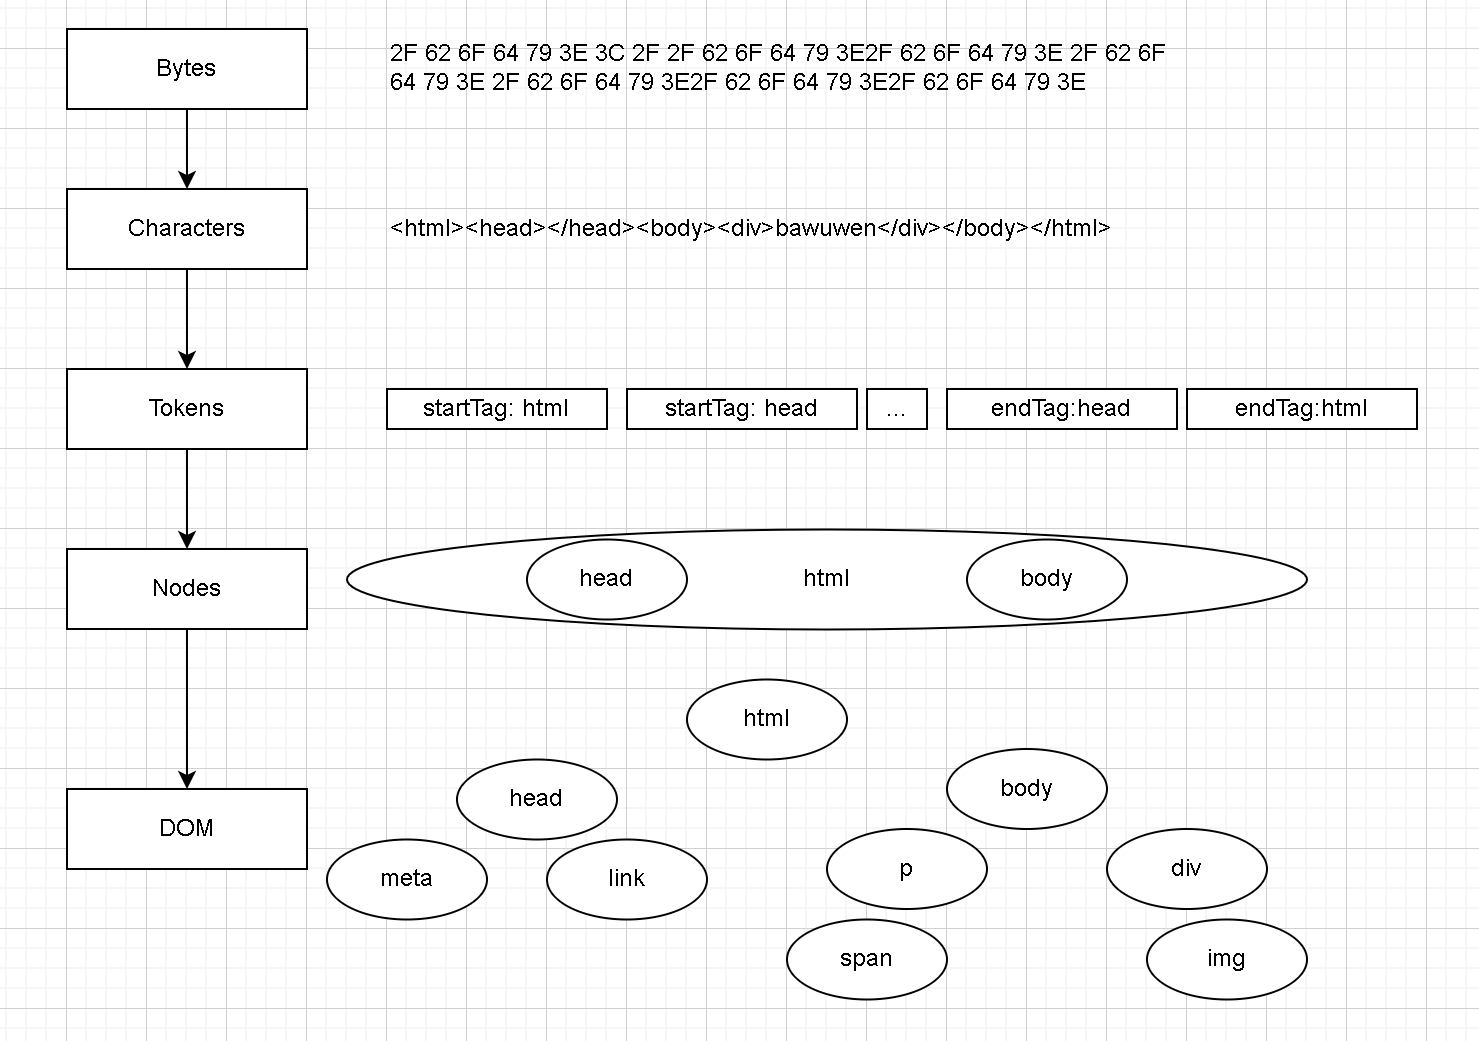 Bytes
2F 62 6F 64 79 3E 3C 2F 2F 62 6F 64 79 3E2F 62 6F 64 79 3E 2F 62 6F
64 79 3E 2F 62 6F 64 79 3E2F 62 6F 64 79 3E2F 62 6F 64 79 3E
Characters
<html><head></head><body><div>bawuwen</div></body></html>
Tokens
startTag: html
startTag: head
...
endTag:head
endTag:html
Nodes
head
html
body
html
head
body
DOM
meta
link
p
div
span
img